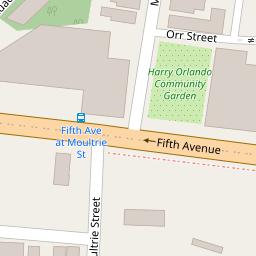 Orr Street
Harry Orlando
Community
Garden
Fifth Ave
at Moultrie
St
Fifth Avenue
ultrie Street